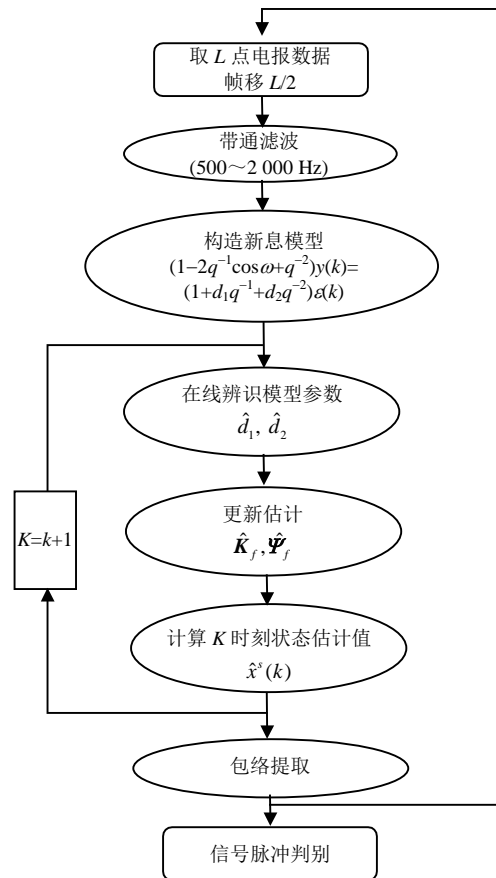 取 L 点电报数据
帧移 L/2
带通滤波
(500～2 000 Hz)
构造新息模型
(1−2q⁻¹cosω+q⁻²)y(k)=
(1+d₁q⁻¹+d₂q⁻²)ε(k)
在线辨识模型参数
d̂₁, d̂₂
更新估计
K̂_f, Ψ̂_f
K=k+1
计算 K 时刻状态估计值
x̂ˢ(k)
包络提取
信号脉冲判别